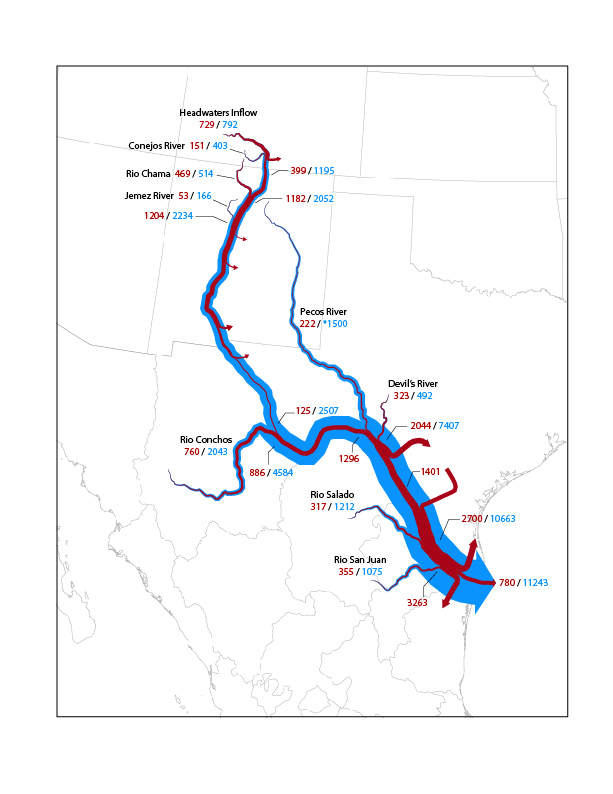 Headwaters Inflow
729 / 792
Conejos River 151 / 403
399 / 1195
Rio Chama 469 / 514
Jemez River 53 / 166
1182 / 2052
1204 / 2234
Pecos River
222 / *1500
Devil's River
323 / 492
125 / 2507
2044 / 7407
Rio Conchos
760 / 2043
1296
886 / 4584
1401
Rio Salado
317 / 1212
2700 / 10663
Rio San Juan
355 / 1075
780 / 11243
3263